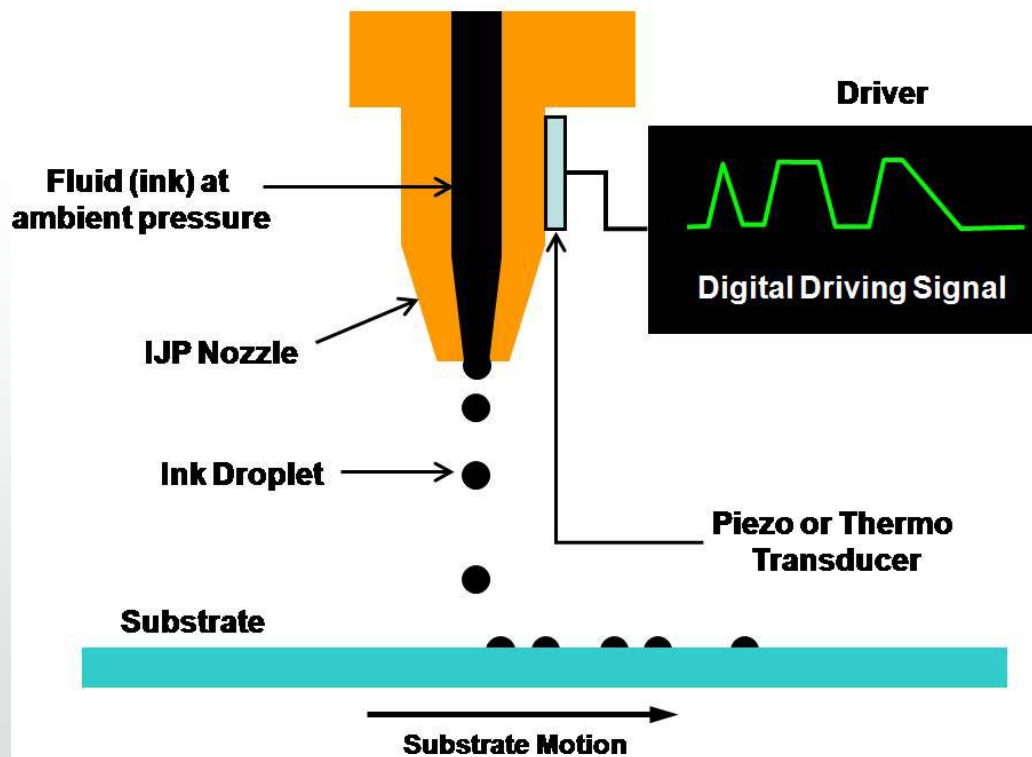 Driver
Fluid (ink) at
ambient pressure
Digital Driving Signal
IJP Nozzle
Ink Droplet
Piezo or Thermo
Transducer
Substrate
Substrate Motion